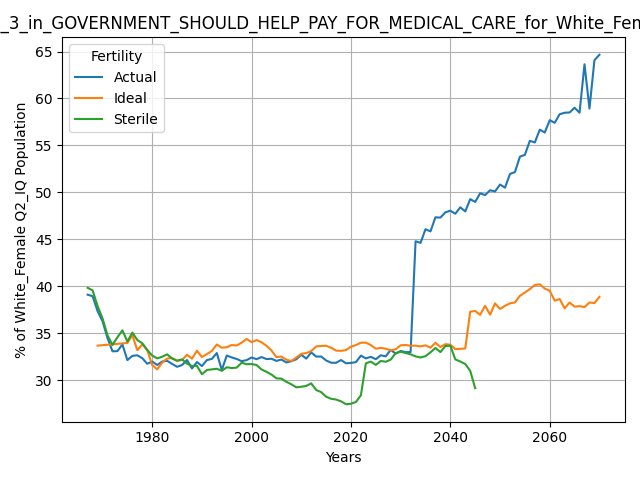 _3_in_GOVERNMENT_SHOULD_HELP_PAY_FOR_MEDICAL_CARE_for_White_Fem
Fertility
Actual
Ideal
Sterile
% of White_Female Q2_IQ Population
65
60
55
50
45
40
35
30
1980
2000
2020
2040
2060
Years